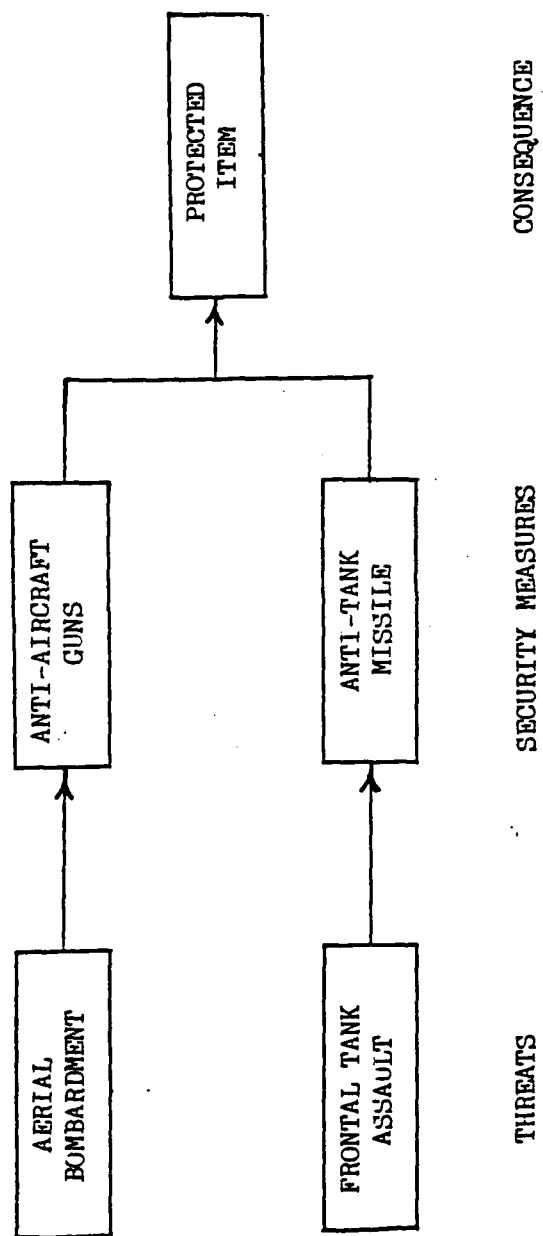 AERIAL
BOMBARDMENT
ANTI-AIRCRAFT
GUNS
PROTECTED
ITEM
FRONTAL TANK
ASSAULT
ANTI-TANK
MISSILE
THREATS
SECURITY MEASURES
CONSEQUENCE